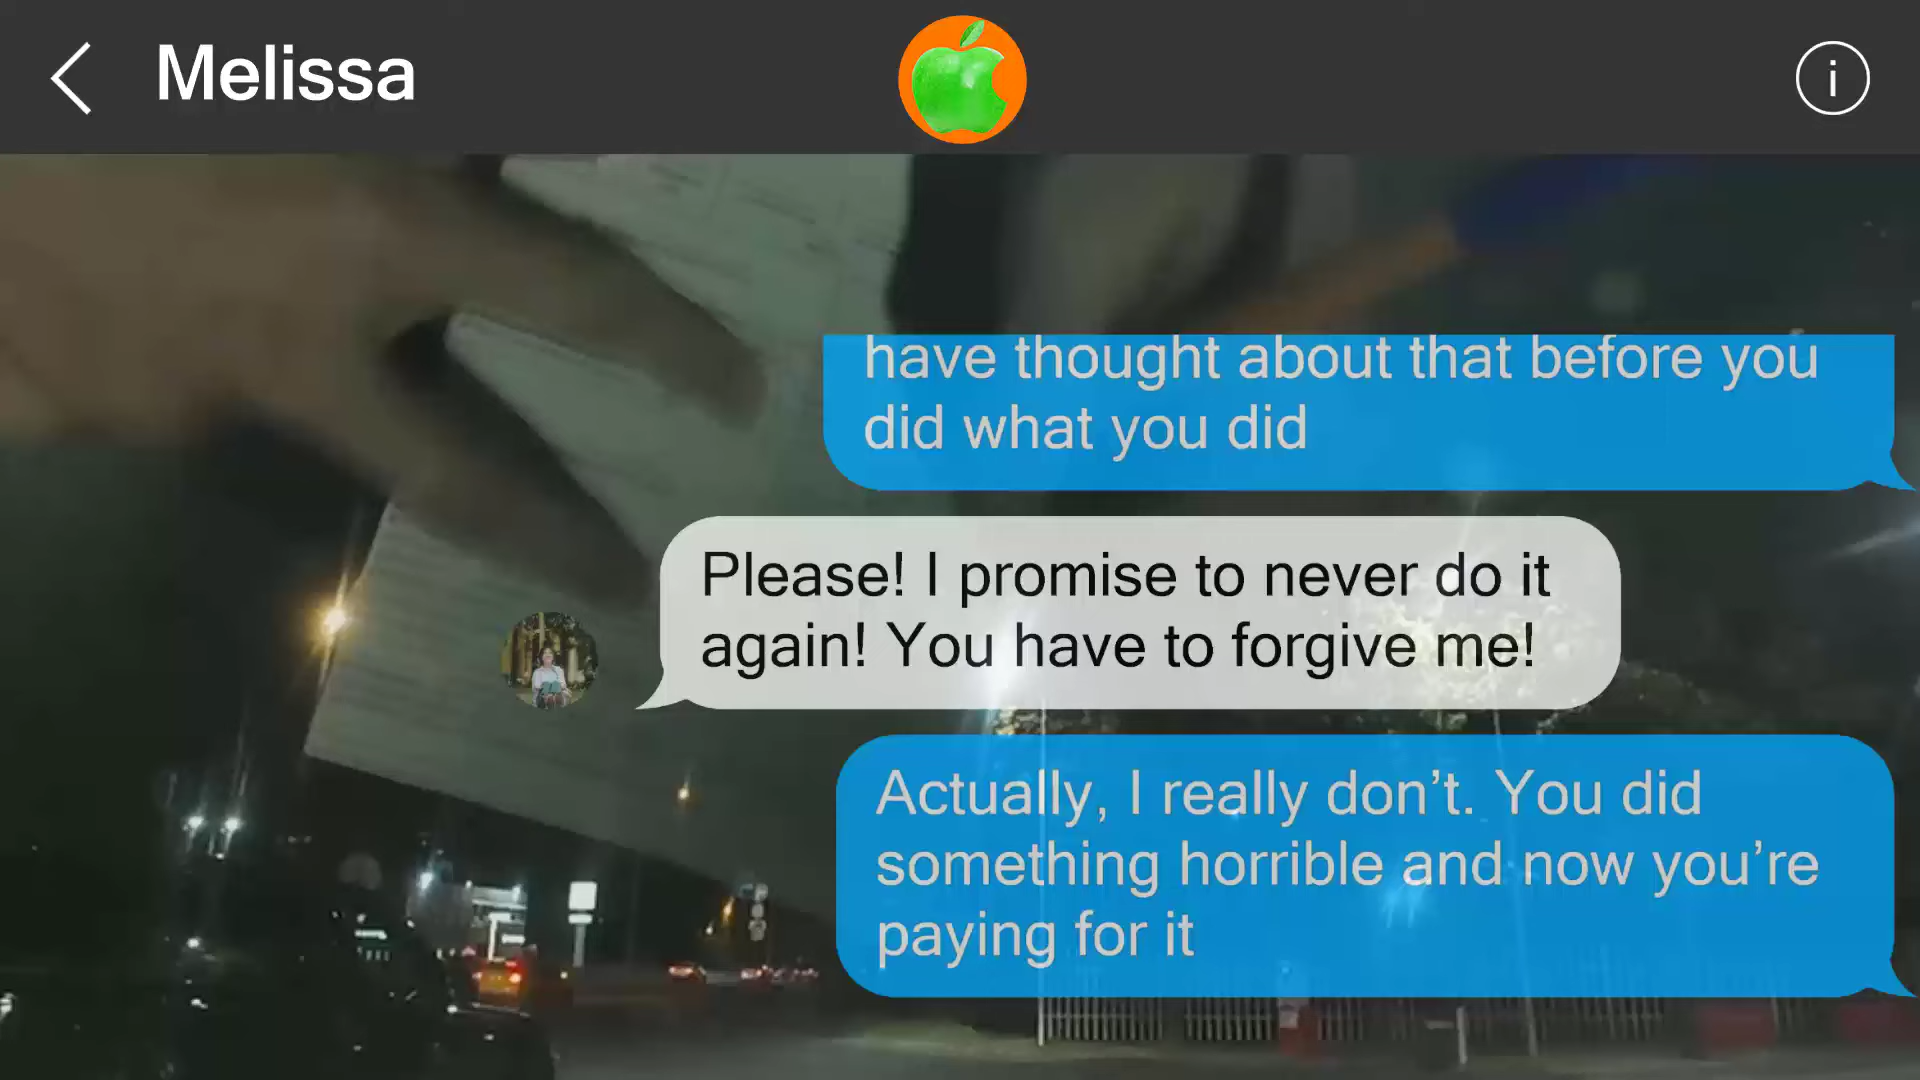 Melissa
have thought about that before you
did what you did
Please! I promise to never do it
again! You have to forgive me!
Actually, I really don’t. You did
something horrible and now you’re
paying for it